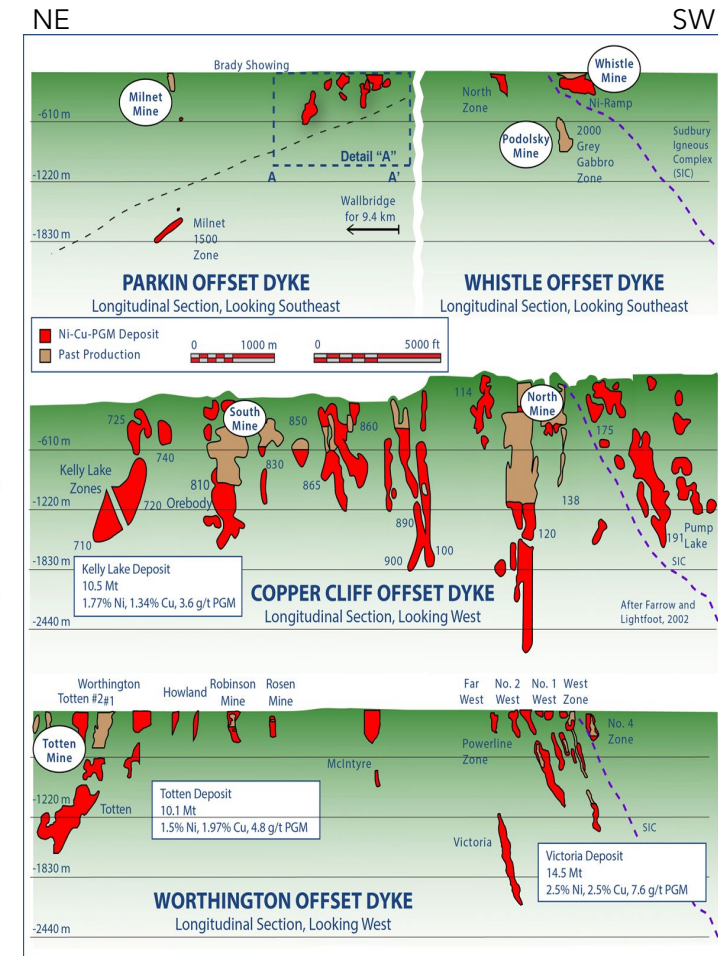 NE
SW
Brady Showing
Milnet
Mine
-610 m
Detail "A"
-1220 m
A
A'
Wallbridge
for 9.4 km
Milnet
1500
Zone
-1830 m
PARKIN OFFSET DYKE
Longitudinal Section, Looking Southeast
Whistle
Mine
North
Zone
Ni-Ramp
Podolsky
Mine
2000
Grey
Gabbro
Zone
Sudbury
Igneous
Complex
(SIC)
WHISTLE OFFSET DYKE
Longitudinal Section, Looking Southeast
Ni-Cu-PGM Deposit
Past Production
0 1000 m
0 5000 ft
725
South
Mine
850
860
114
North
Mine
175
-610 m
740
Kelly Lake
Zones
810
830
865
720
Orebody
138
-1220 m
890
710
120
191
Pump
Lake
900
100
SIC
-1830 m
Kelly Lake Deposit
10.5 Mt
1.77% Ni, 1.34% Cu, 3.6 g/t PGM
COPPER CLIFF OFFSET DYKE
Longitudinal Section, Looking West
After Farrow and
Lightfoot, 2002
-2440 m
Worthington
Totten #2
#1
Howland
Robinson
Mine
Rosen
Mine
Far
West
No. 2
West
No. 1
West
West
Zone
Totten
Mine
No. 4
Zone
Powerline
Zone
McIntyre
-1220 m
Totten
Totten Deposit
10.1 Mt
1.5% Ni, 1.97% Cu, 4.8 g/t PGM
SIC
Victoria
Victoria Deposit
14.5 Mt
2.5% Ni, 2.5% Cu, 7.6 g/t PGM
-1830 m
WORTHINGTON OFFSET DYKE
Longitudinal Section, Looking West
-2440 m